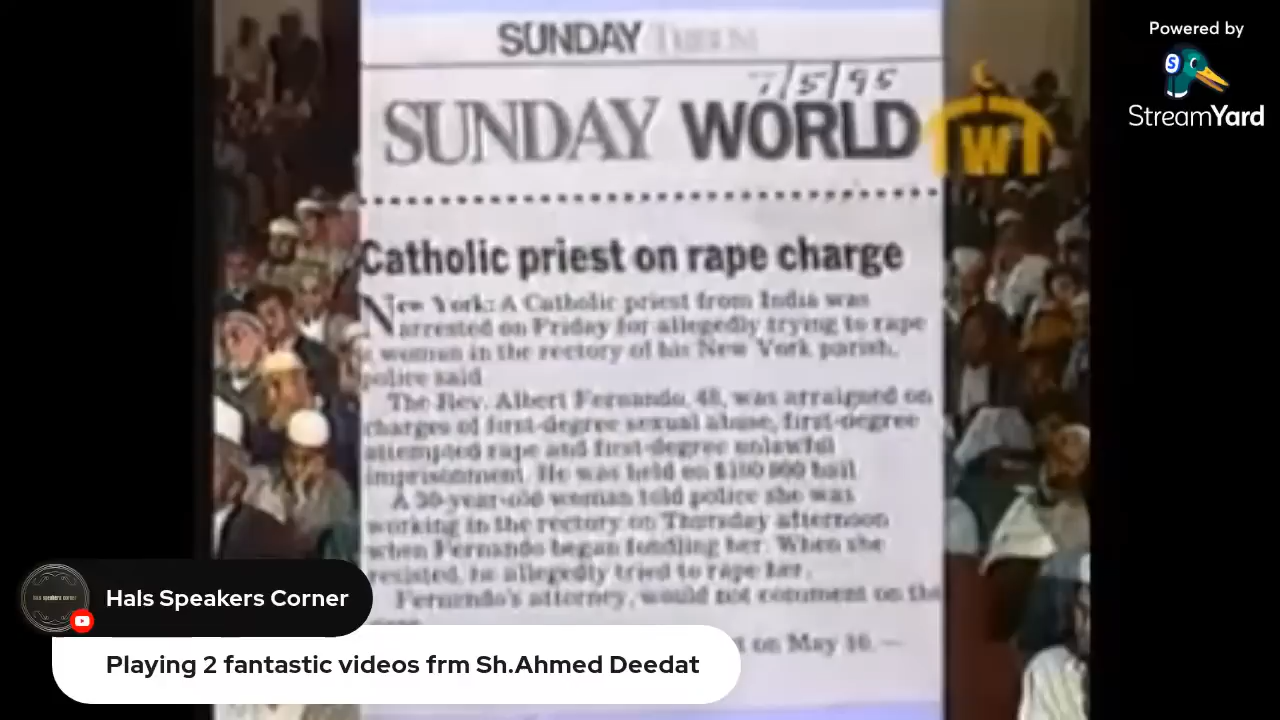 SUNDAY TRIBUNE
7/5/95
SUNDAY WORLD
Catholic priest on rape charge
New York: A Catholic priest from India was
arrested on Friday for allegedly trying to rape
a woman in the rectory of his New York parish,
police said
The Rev. Albert Fernando, 48, was arraigned on
charges of first-degree sexual abuse, first-degree
attempted rape and first-degree unlawful
imprisonment. He was held on $100 000 bail
A 30-year-old woman told police she was
working in the rectory on Thursday afternoon
when Fernando began fondling her. When she
resisted, he allegedly tried to rape her.
Fernando's attorney, would not comment on the
t on May 16. —
W
Powered by
S
StreamYard
Hals Speakers Corner
Playing 2 fantastic videos frm Sh.Ahmed Deedat